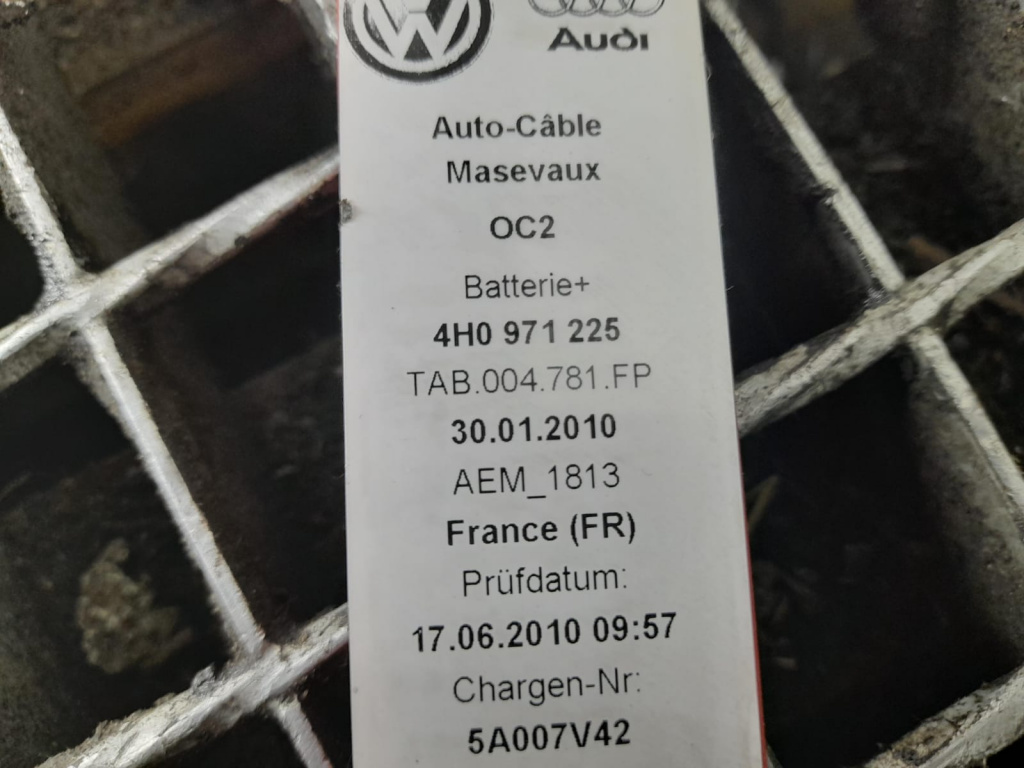 Audi
Auto-Câble
Masevaux
OC2
Batterie+
4H0 971 225
TAB.004.781.FP
30.01.2010
AEM_1813
France (FR)
Prüfdatum:
17.06.2010 09:57
Chargen-Nr:
5A007V42